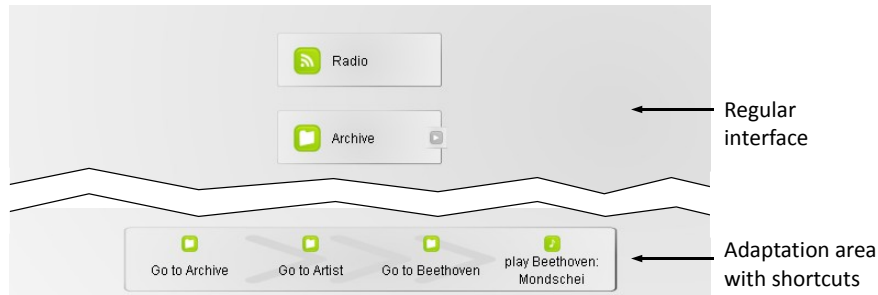 Radio
Archive
Regular
interface
Go to Archive
Go to Artist
Go to Beethoven
play Beethoven:
Mondschei
Adaptation area
with shortcuts